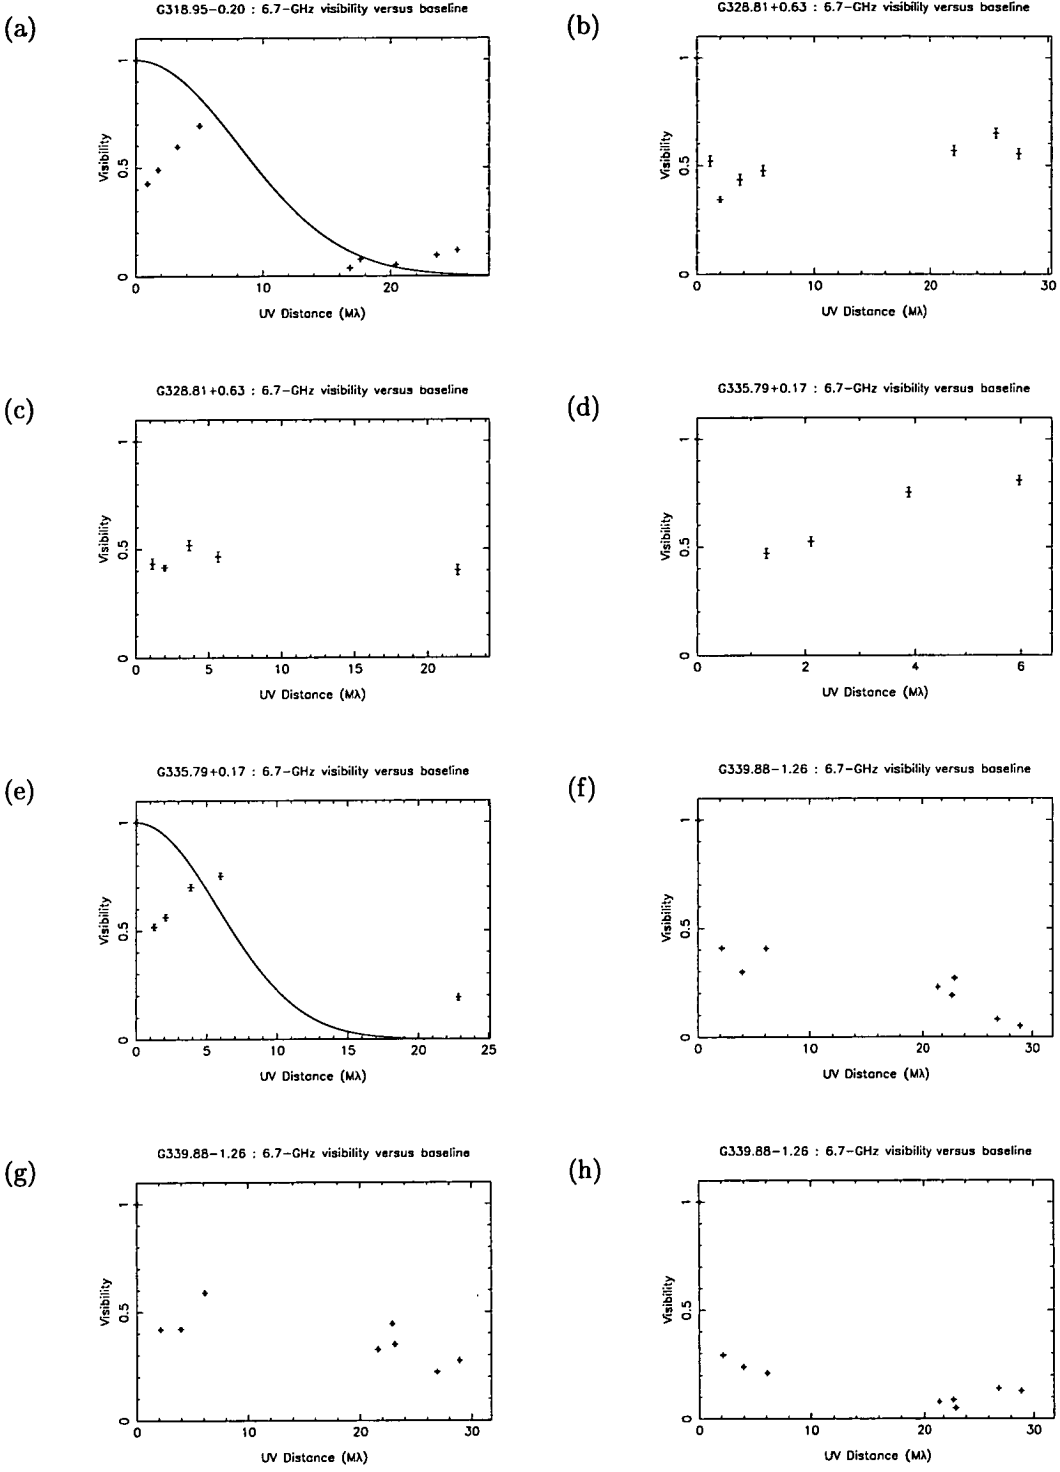 (a)
G318.95-0.20 : 6.7-GHz visibility versus baseline
Visibility
1
0.5
0
0 10 20
UV Distance (Mλ)
(b)
G328.81+0.63 : 6.7-GHz visibility versus baseline
Visibility
1
0.5
0
0 10 20 30
UV Distance (Mλ)
(c)
G328.81+0.63 : 6.7-GHz visibility versus baseline
Visibility
1
0.5
0
0 5 10 15 20
UV Distance (Mλ)
(d)
G335.79+0.17 : 6.7-GHz visibility versus baseline
Visibility
1
0.5
0
0 2 4 6
UV Distance (Mλ)
(e)
G335.79+0.17 : 6.7-GHz visibility versus baseline
Visibility
1
0.5
0
0 5 10 15 20 25
UV Distance (Mλ)
(f)
G339.88-1.26 : 6.7-GHz visibility versus baseline
Visibility
1
0.5
0
0 10 20 30
UV Distance (Mλ)
(g)
G339.88-1.26 : 6.7-GHz visibility versus baseline
Visibility
1
0.5
0
0 10 20 30
UV Distance (Mλ)
(h)
G339.88-1.26 : 6.7-GHz visibility versus baseline
Visibility
1
0.5
0
0 10 20 30
UV Distance (Mλ)